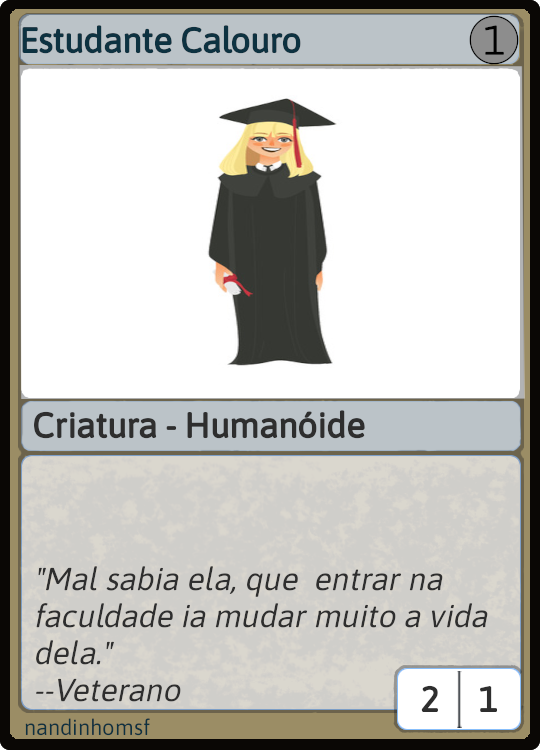 Estudante Calouro 1
Criatura - Humanóide
"Mal sabia ela, que  entrar na
faculdade ia mudar muito a vida
dela."
--Veterano
2 | 1
nandinhomsf